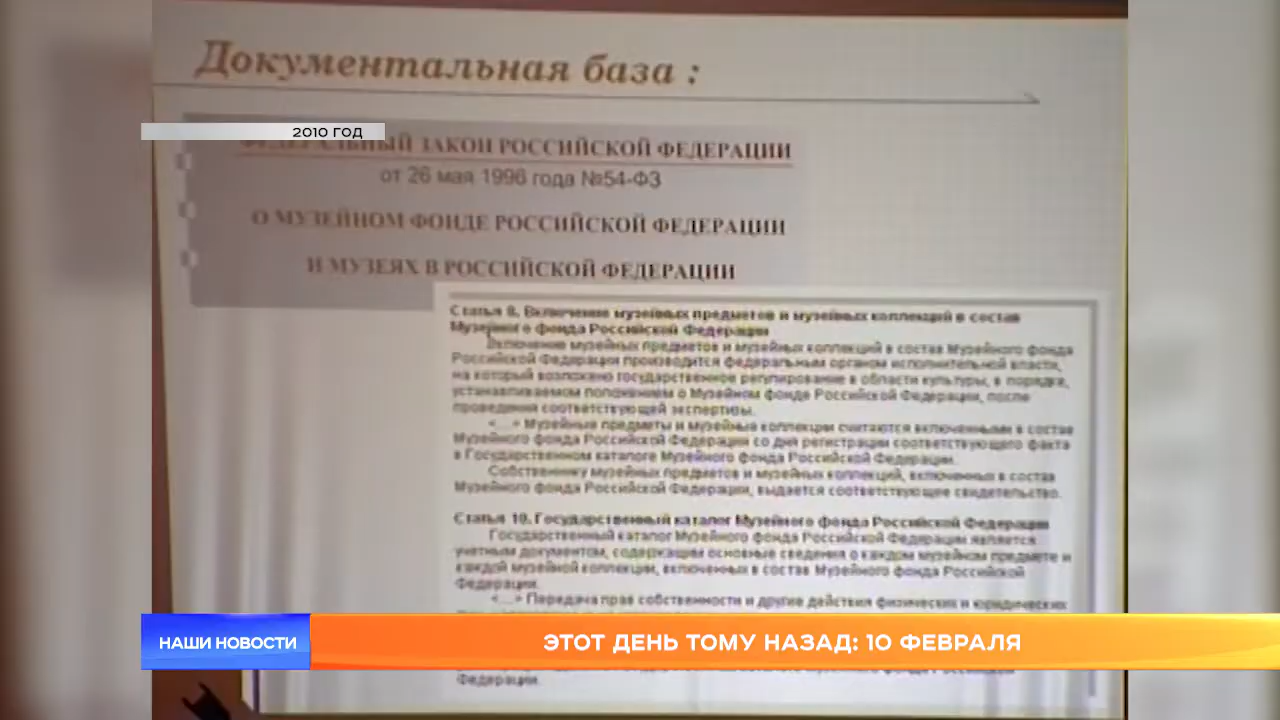 Документальная база :
2010 ГОД
ФЕДЕРАЛЬНЫЙ ЗАКОН РОССИЙСКОЙ ФЕДЕРАЦИИ
от 26 мая 1996 года №54-ФЗ
О МУЗЕЙНОМ ФОНДЕ РОССИЙСКОЙ ФЕДЕРАЦИИ
И МУЗЕЯХ В РОССИЙСКОЙ ФЕДЕРАЦИИ
Статья 8. Включение музейных предметов и музейных коллекций в состав
Музейного фонда Российской Федерации
Включение музейных предметов и музейных коллекций в состав Музейного фонда
Российской Федерации производится федеральным органом исполнительной власти,
на который возложено государственное регулирование в области культуры, в порядке,
устанавливаемом положением о Музейном фонде Российской Федерации, после
проведения соответствующей экспертизы.
<...> Музейные предметы и музейные коллекции считаются включенными в состав
Музейного фонда Российской Федерации со дня регистрации соответствующего факта
в Государственном каталоге Музейного фонда Российской Федерации.
Собственнику музейных предметов и музейных коллекций, включенных в состав
Музейного фонда Российской Федерации, выдается соответствующее свидетельство.
Статья 10. Государственный каталог Музейного фонда Российской Федерации
Государственный каталог Музейного фонда Российской Федерации является
учетным документом, содержащим основные сведения о каждом музейном предмете и
каждой музейной коллекции, включенных в состав Музейного фонда Российской
Федерации.
<...> Передача прав собственности и другие действия физических и юридических
НАШИ НОВОСТИ
ЭТОТ ДЕНЬ ТОМУ НАЗАД: 10 ФЕВРАЛЯ
Федерации.